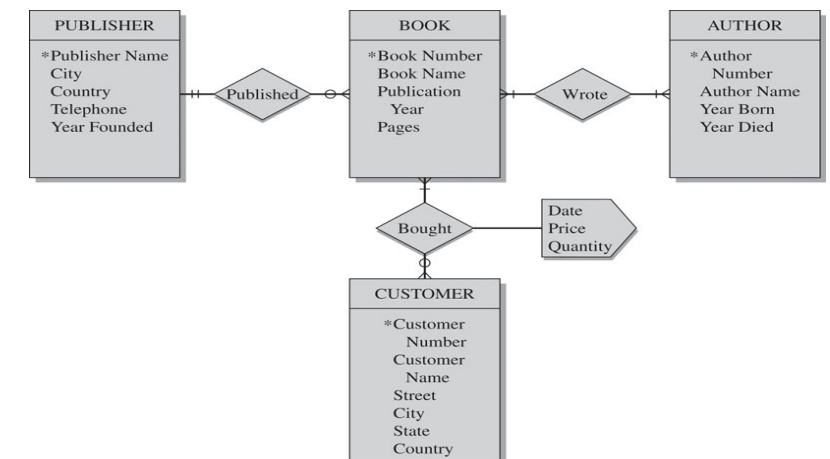 PUBLISHER
*Publisher Name
City
Country
Telephone
Year Founded
Published
BOOK
*Book Number
Book Name
Publication
Year
Pages
Wrote
AUTHOR
*Author
Number
Author Name
Year Born
Year Died
Bought
Date
Price
Quantity
CUSTOMER
*Customer
Number
Customer
Name
Street
City
State
Country